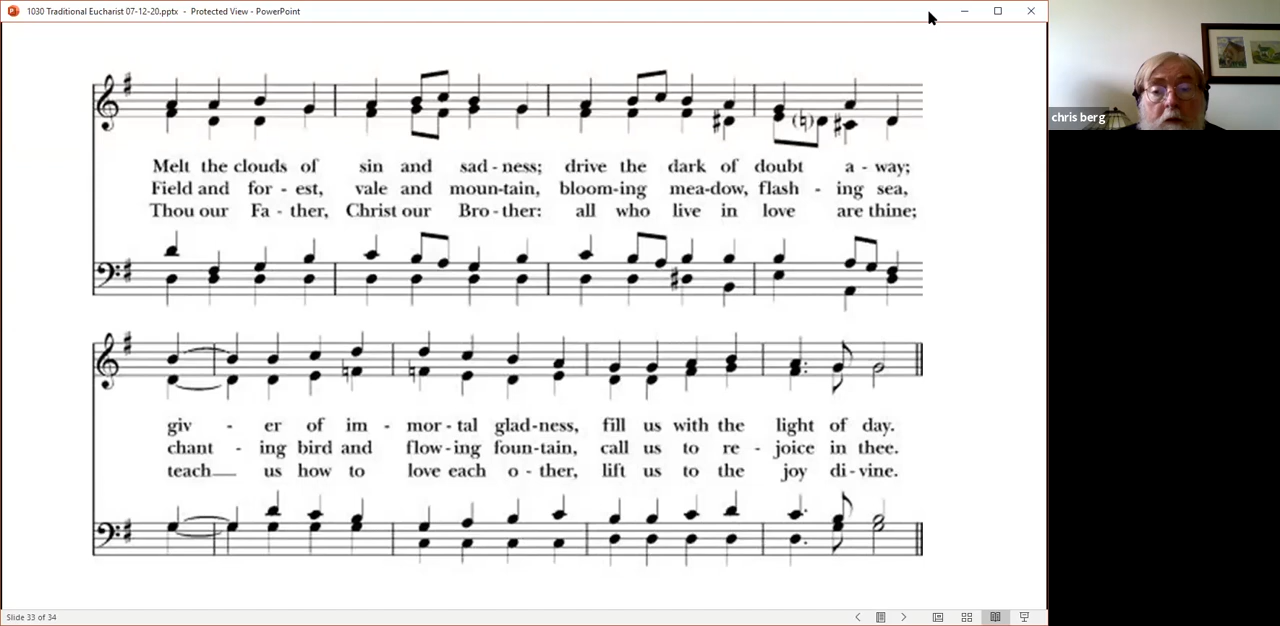 1030 Traditional Eucharist 07-12-20.pptx - Protected View - PowerPoint
chris berg
Melt the clouds of sin and sad - ness; drive the dark of doubt a - way;
Field and for - est, vale and moun - tain, bloom - ing mea - dow, flash - ing sea,
Thou our Fa - ther, Christ our Bro - ther: all who live in love are thine;
giv - er of im - mor - tal glad - ness, fill us with the light of day.
chant - ing bird and flow - ing foun - tain, call us to re - joice in thee.
teach us how to love each o - ther, lift us to the joy di - vine.
Slide 33 of 34